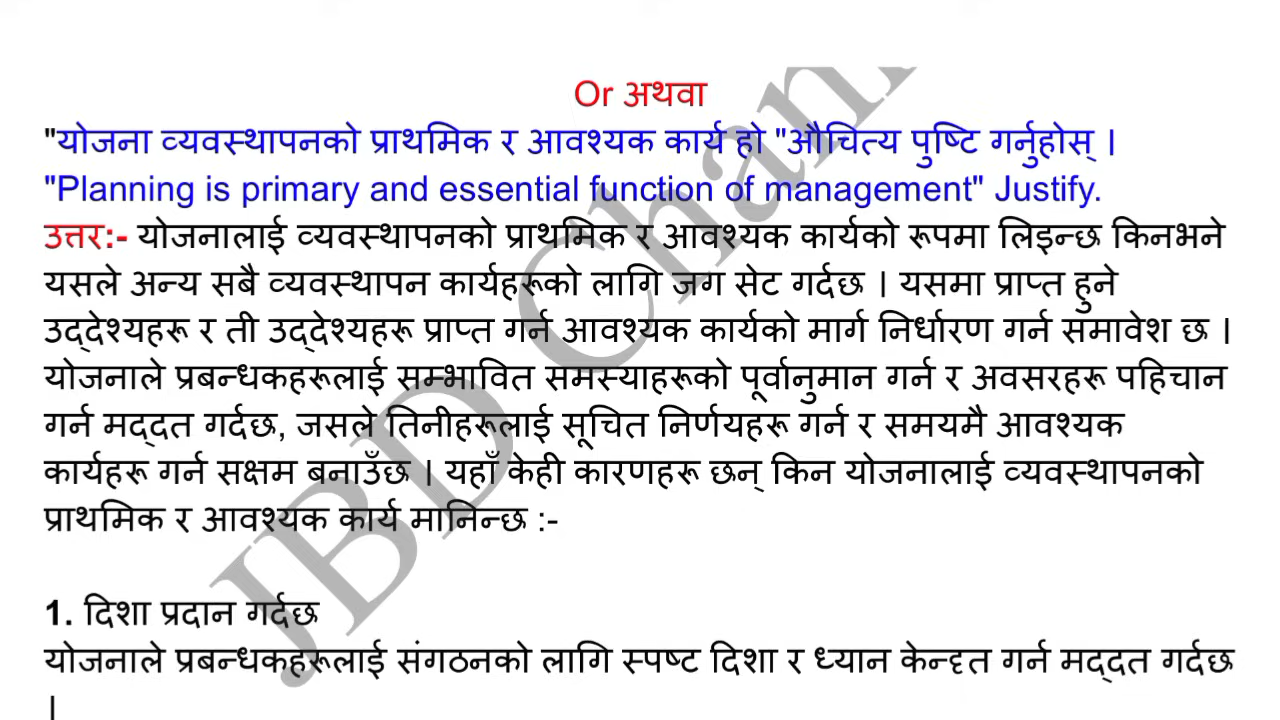 Or अथवा
"योजना व्यवस्थापनको प्राथमिक र आवश्यक कार्य हो "औचित्य पुष्टि गर्नुहोस् ।
"Planning is primary and essential function of management" Justify.
उत्तर:- योजनालाई व्यवस्थापनको प्राथमिक र आवश्यक कार्यको रूपमा लिइन्छ किनभने
यसले अन्य सबै व्यवस्थापन कार्यहरूको लागि जग सेट गर्दछ । यसमा प्राप्त हुने
उद्देश्यहरू र ती उद्देश्यहरू प्राप्त गर्न आवश्यक कार्यको मार्ग निर्धारण गर्न समावेश छ ।
योजनाले प्रबन्धकहरूलाई सम्भावित समस्याहरूको पूर्वानुमान गर्न र अवसरहरू पहिचान
गर्न मद्दत गर्दछ, जसले तिनीहरूलाई सूचित निर्णयहरू गर्न र समयमै आवश्यक
कार्यहरू गर्न सक्षम बनाउँछ । यहाँ केही कारणहरू छन् किन योजनालाई व्यवस्थापनको
प्राथमिक र आवश्यक कार्य मानिन्छ :-
1. दिशा प्रदान गर्दछ
योजनाले प्रबन्धकहरूलाई संगठनको लागि स्पष्ट दिशा र ध्यान केन्दृत गर्न मद्दत गर्दछ
।
JBD Chann